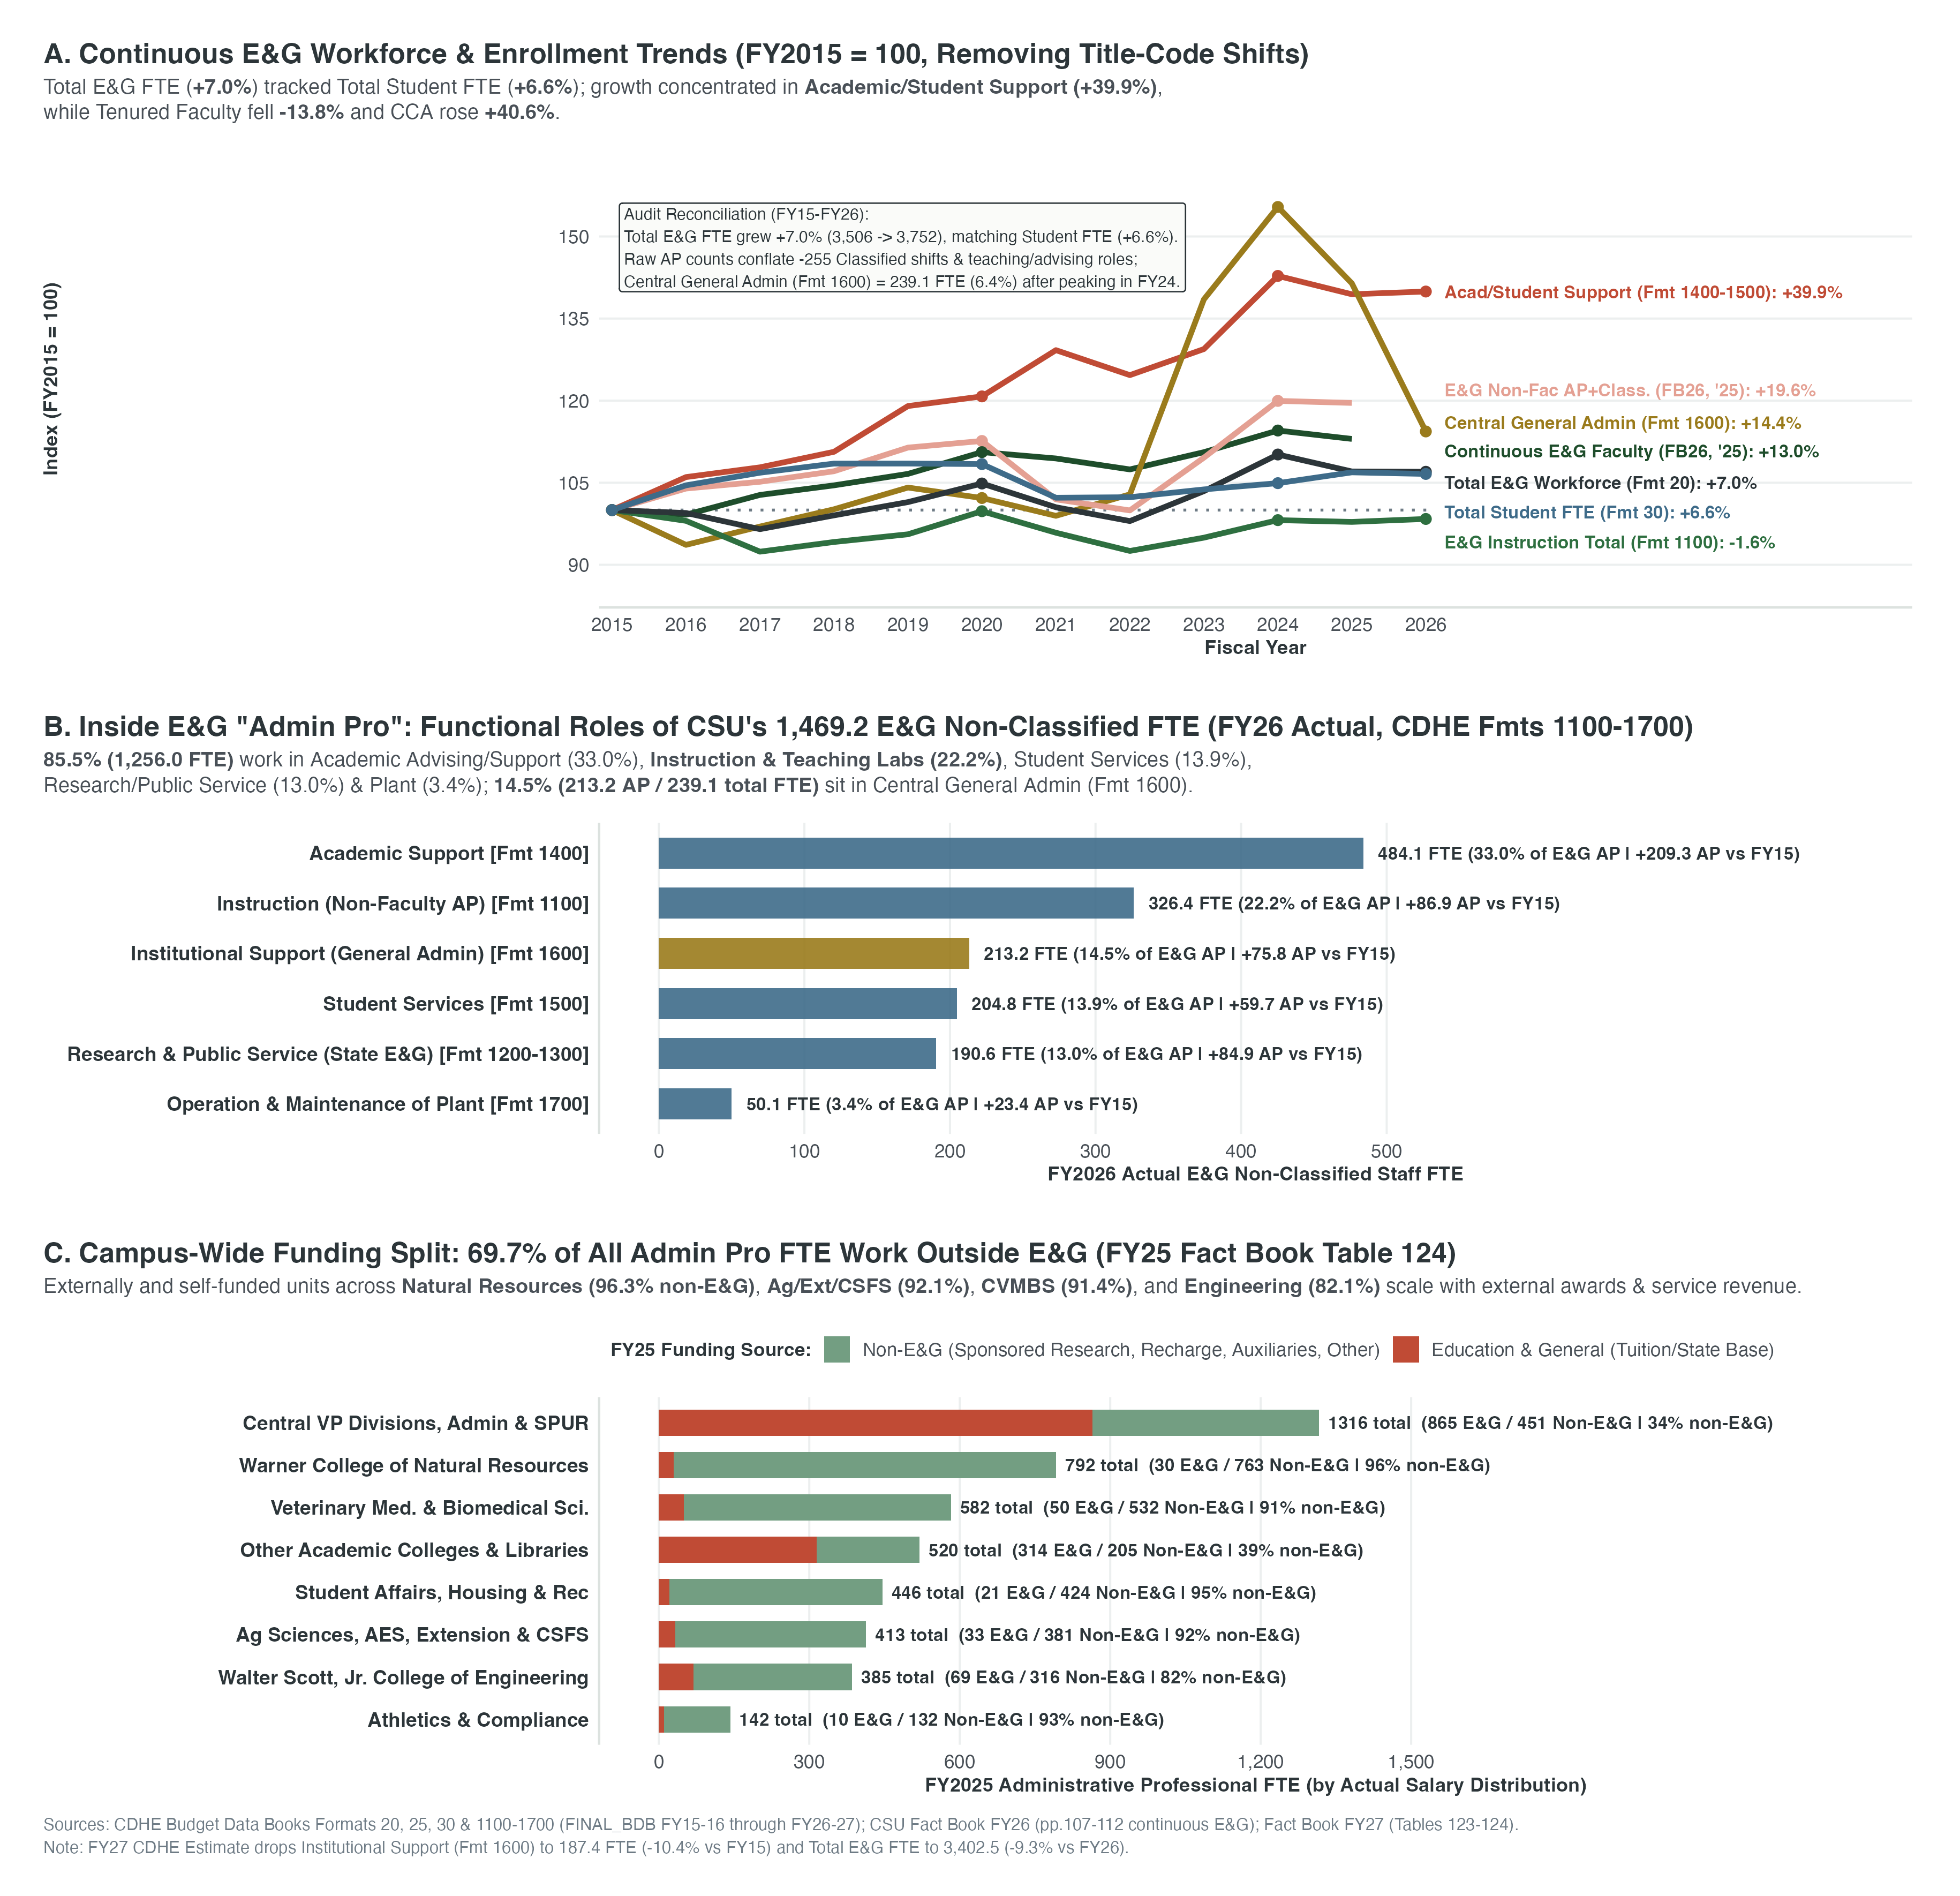 A. Continuous E&G Workforce & Enrollment Trends (FY2015 = 100, Removing Title-Code Shifts)
Total E&G FTE (+7.0%) tracked Total Student FTE (+6.6%); growth concentrated in Academic/Student Support (+39.9%),
while Tenured Faculty fell -13.8% and CCA rose +40.6%.
Index (FY2015 = 100)
150
135
120
105
90
Audit Reconciliation (FY15-FY26):
Total E&G FTE grew +7.0% (3,506 -> 3,752), matching Student FTE (+6.6%).
Raw AP counts conflate -255 Classified shifts & teaching/advising roles;
Central General Admin (Fmt 1600) = 239.1 FTE (6.4%) after peaking in FY24.
Acad/Student Support (Fmt 1400-1500): +39.9%
E&G Non-Fac AP+Class. (FB26, '25): +19.6%
Central General Admin (Fmt 1600): +14.4%
Continuous E&G Faculty (FB26, '25): +13.0%
Total E&G Workforce (Fmt 20): +7.0%
Total Student FTE (Fmt 30): +6.6%
E&G Instruction Total (Fmt 1100): -1.6%
2015 2016 2017 2018 2019 2020 2021 2022 2023 2024 2025 2026
Fiscal Year
B. Inside E&G "Admin Pro": Functional Roles of CSU's 1,469.2 E&G Non-Classified FTE (FY26 Actual, CDHE Fmts 1100-1700)
85.5% (1,256.0 FTE) work in Academic Advising/Support (33.0%), Instruction & Teaching Labs (22.2%), Student Services (13.9%),
Research/Public Service (13.0%) & Plant (3.4%); 14.5% (213.2 AP / 239.1 total FTE) sit in Central General Admin (Fmt 1600).
Academic Support [Fmt 1400] 484.1 FTE (33.0% of E&G AP | +209.3 AP vs FY15)
Instruction (Non-Faculty AP) [Fmt 1100] 326.4 FTE (22.2% of E&G AP | +86.9 AP vs FY15)
Institutional Support (General Admin) [Fmt 1600] 213.2 FTE (14.5% of E&G AP | +75.8 AP vs FY15)
Student Services [Fmt 1500] 204.8 FTE (13.9% of E&G AP | +59.7 AP vs FY15)
Research & Public Service (State E&G) [Fmt 1200-1300] 190.6 FTE (13.0% of E&G AP | +84.9 AP vs FY15)
Operation & Maintenance of Plant [Fmt 1700] 50.1 FTE (3.4% of E&G AP | +23.4 AP vs FY15)
0 100 200 300 400 500
FY2026 Actual E&G Non-Classified Staff FTE
C. Campus-Wide Funding Split: 69.7% of All Admin Pro FTE Work Outside E&G (FY25 Fact Book Table 124)
Externally and self-funded units across Natural Resources (96.3% non-E&G), Ag/Ext/CSFS (92.1%), CVMBS (91.4%), and Engineering (82.1%) scale with external awards & service revenue.
FY25 Funding Source: Non-E&G (Sponsored Research, Recharge, Auxiliaries, Other) Education & General (Tuition/State Base)
Central VP Divisions, Admin & SPUR 1316 total (865 E&G / 451 Non-E&G | 34% non-E&G)
Warner College of Natural Resources 792 total (30 E&G / 763 Non-E&G | 96% non-E&G)
Veterinary Med. & Biomedical Sci. 582 total (50 E&G / 532 Non-E&G | 91% non-E&G)
Other Academic Colleges & Libraries 520 total (314 E&G / 205 Non-E&G | 39% non-E&G)
Student Affairs, Housing & Rec 446 total (21 E&G / 424 Non-E&G | 95% non-E&G)
Ag Sciences, AES, Extension & CSFS 413 total (33 E&G / 381 Non-E&G | 92% non-E&G)
Walter Scott, Jr. College of Engineering 385 total (69 E&G / 316 Non-E&G | 82% non-E&G)
Athletics & Compliance 142 total (10 E&G / 132 Non-E&G | 93% non-E&G)
0 300 600 900 1,200 1,500
FY2025 Administrative Professional FTE (by Actual Salary Distribution)
Sources: CDHE Budget Data Books Formats 20, 25, 30 & 1100-1700 (FINAL_BDB FY15-16 through FY26-27); CSU Fact Book FY26 (pp.107-112 continuous E&G); Fact Book FY27 (Tables 123-124).
Note: FY27 CDHE Estimate drops Institutional Support (Fmt 1600) to 187.4 FTE (-10.4% vs FY15) and Total E&G FTE to 3,402.5 (-9.3% vs FY26).